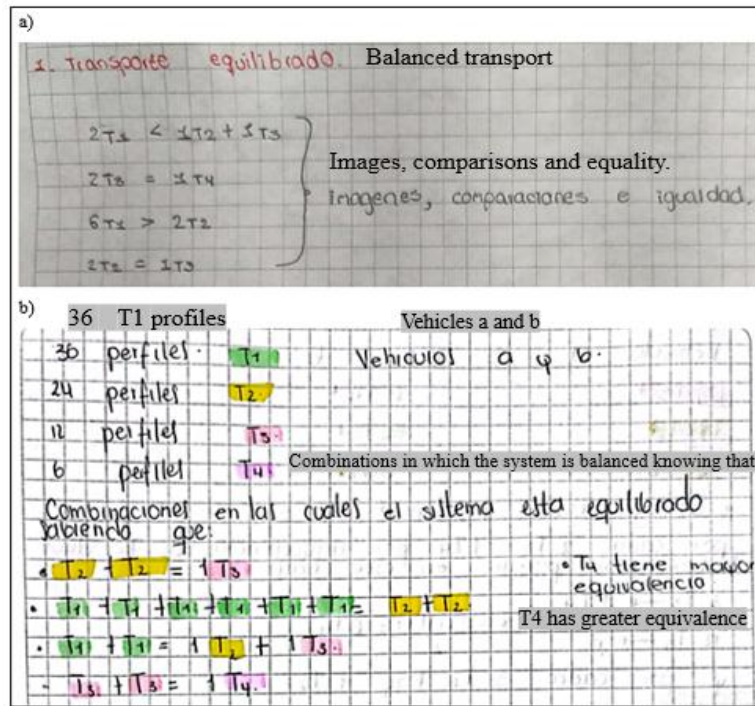 a)
1. Transporte equilibrado. Balanced transport
2T1 < 1T2 + 1T3
2T3 = 1T4
Images, comparisons and equality.
imagenes, comparaciones e igualdad.
6T1 > 2T2
2T2 = 1T3
b)
36 T1 profiles
Vehicles a and b
36 perfiles. T1 Vehiculos a y b.
24 perfiles T2.
12 perfiles T3.
6 perfiles T4
Combinations in which the system is balanced knowing that
Combinaciones en las cuales el sistema esta equilibrado
sabiendo que:
• T2 + T2 = 1 T3
• T4 tiene mayor
equivalencia
• T1 + T1 + T1 + T1 + T1 + T1 = T2 + T2.
T4 has greater equivalence
• T1 + T1 = 1 T2 + 1 T3.
- T3 + T3 = 1 T4.